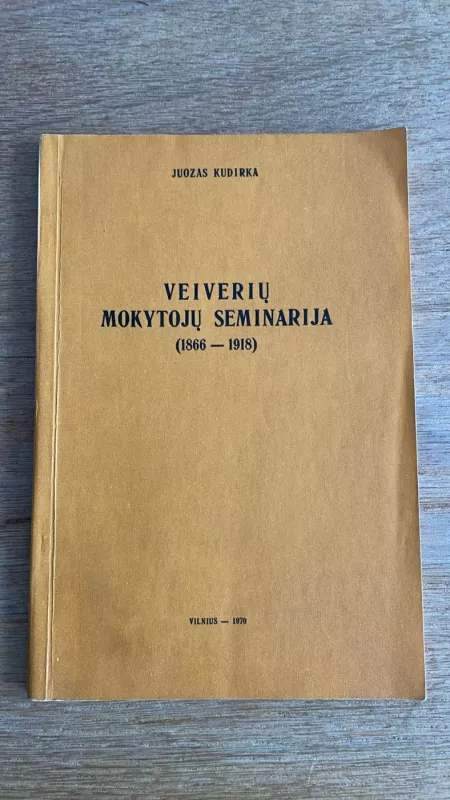 JUOZAS KUDIRKA
VEIVERIŲ
MOKYTOJŲ SEMINARIJA
(1866 — 1918)
VILNIUS — 1970